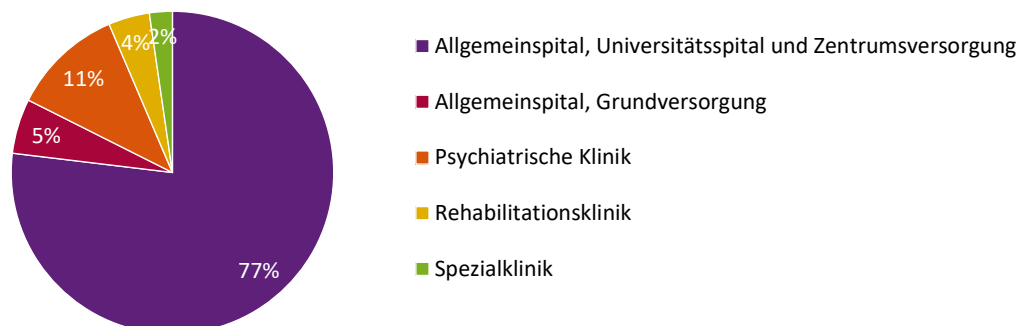 4%
2%
11%
5%
77%
Allgemeinspital, Universitätsspital und Zentrumsversorgung
Allgemeinspital, Grundversorgung
Psychiatrische Klinik
Rehabilitationsklinik
Spezialklinik